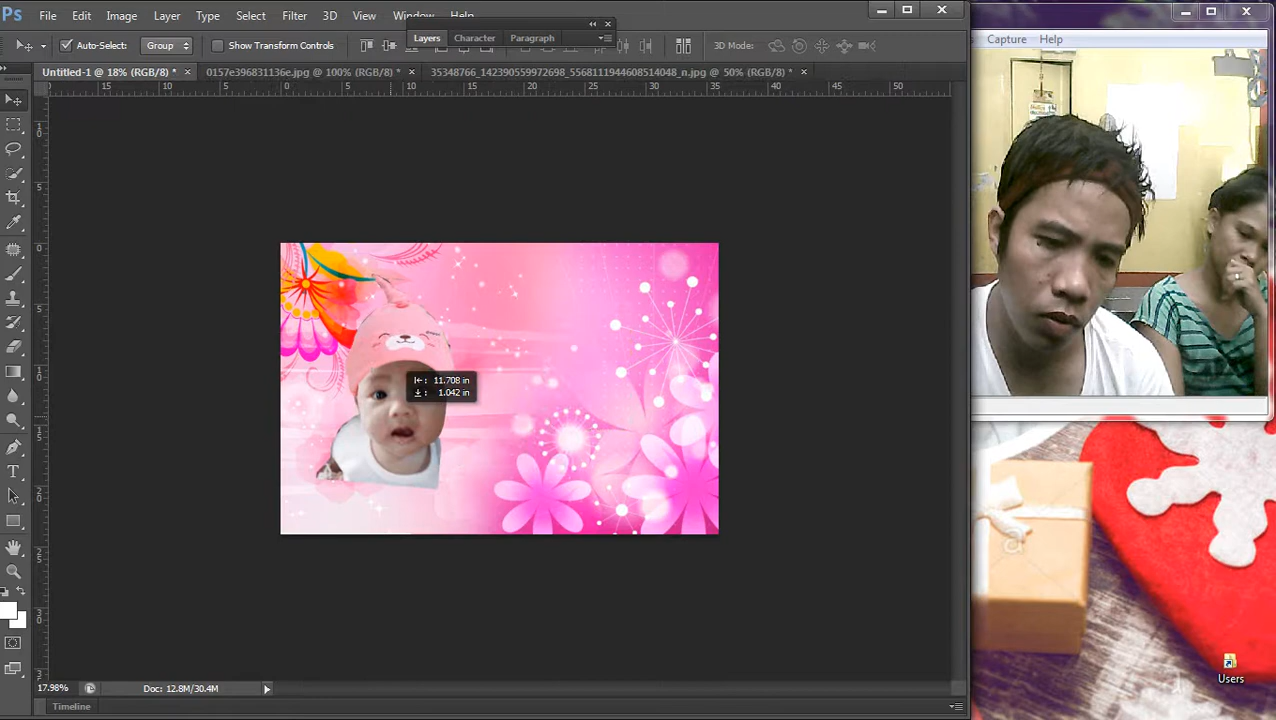 Ps File Edit Image Layer Type Select Filter 3D View Window Help
Layers Character Paragraph
Auto-Select: Group Show Transform Controls 3D Mode:
Capture Help
Untitled-1 @ 18% (RGB/8) * × 0157e396831136e.jpg @ 100% (RGB/8) * × 35348766_142390559972698_5568111944608514048_n.jpg @ 50% (RGB/8) * ×
10 5 0 5 10 15 20 25 30 35 40 45 50
11.708 in
1.042 in
17.98% Doc: 12.8M/30.4M
Timeline
Users